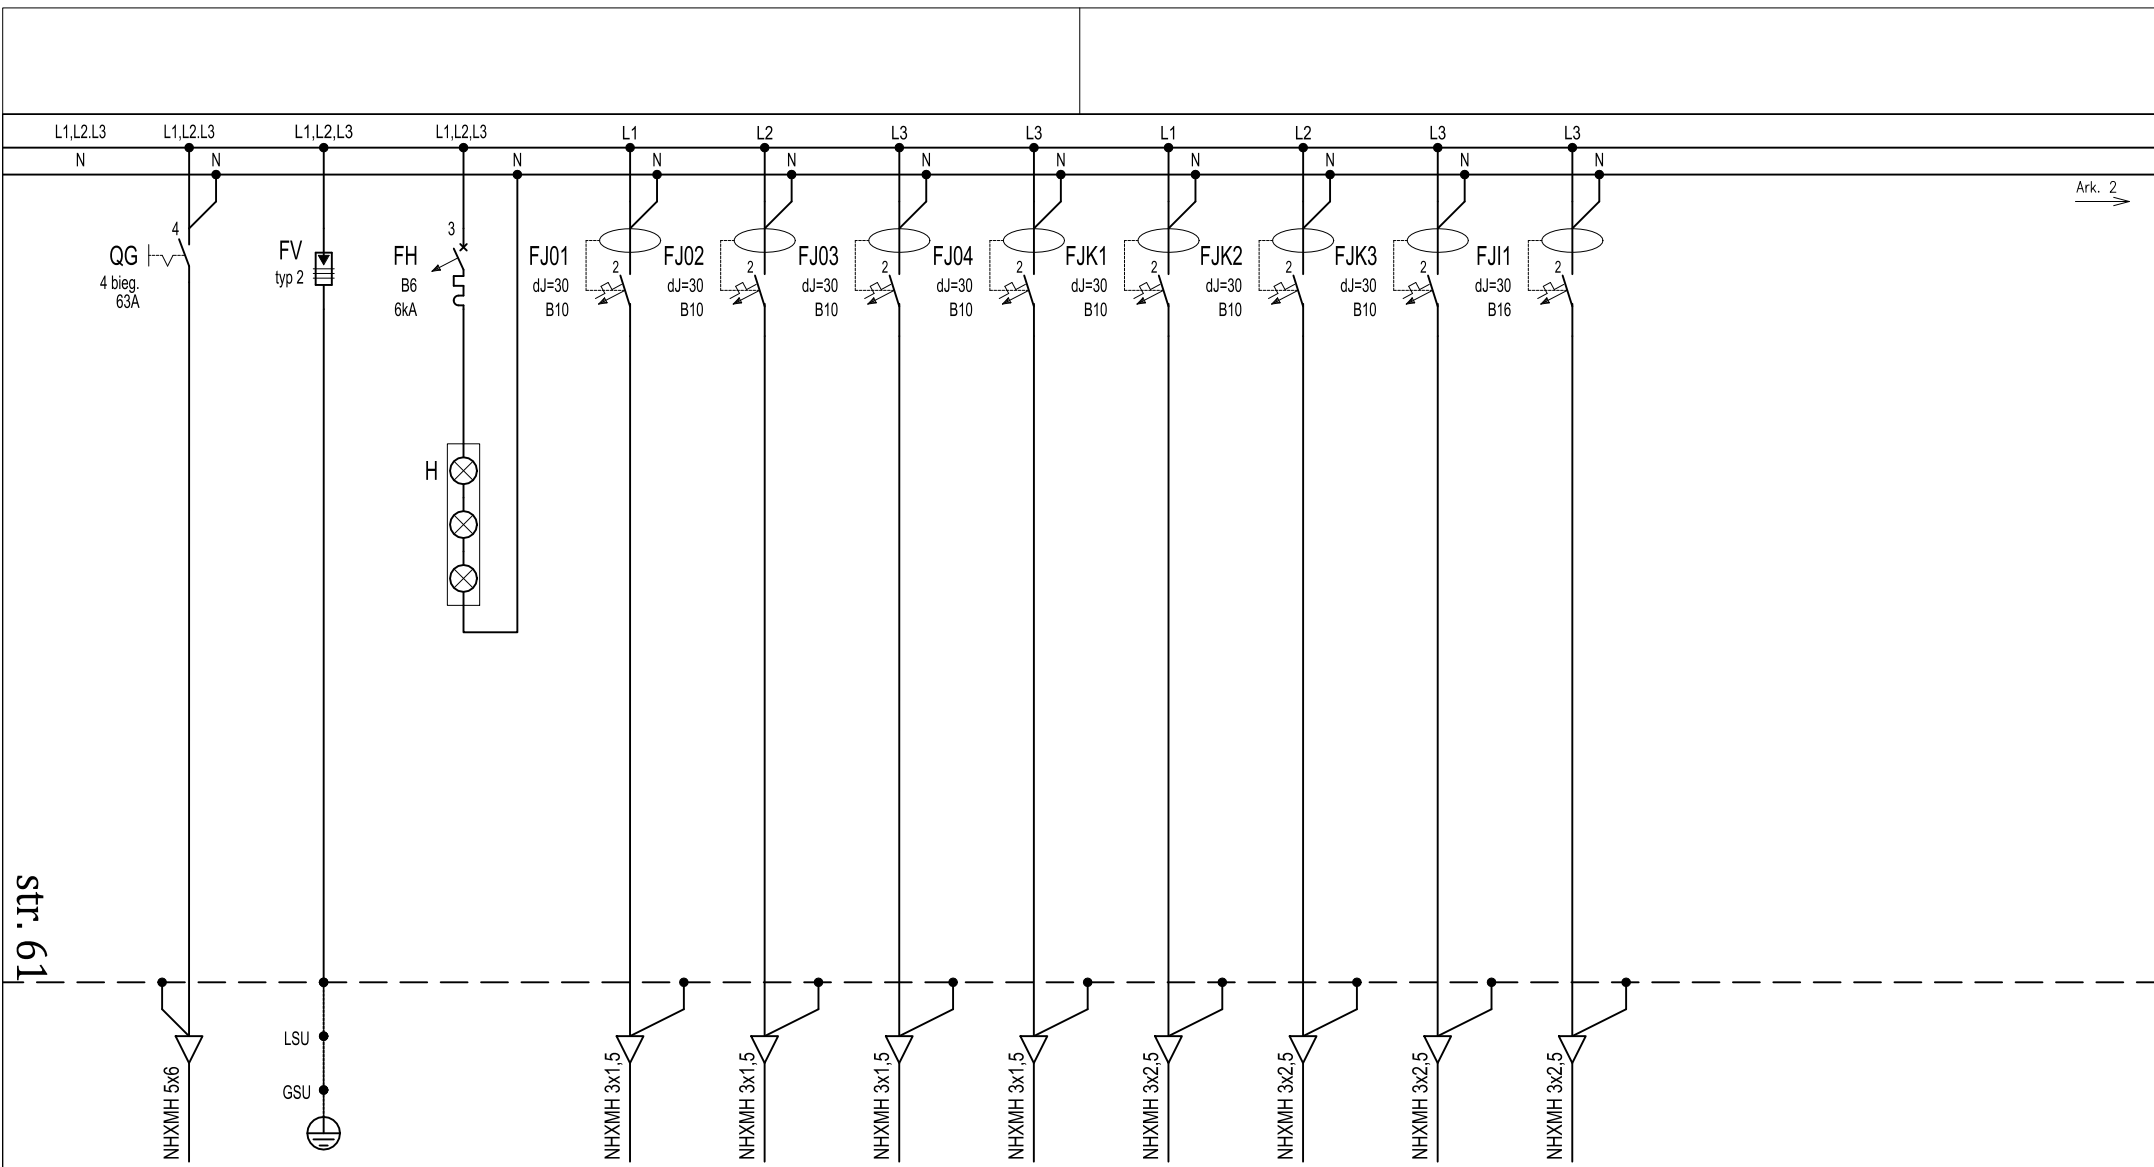 L1,L2.L3 L1,L2.L3 L1,L2,L3 L1,L2,L3 L1 L2 L3 L3 L1 L2 L3 L3
N N N N N N N N N N N
Ark. 2
4 3
QG FV FH FJ01 FJ02 FJ03 FJ04 FJK1 FJK2 FJK3 FJI1
2 2 2 2 2 2 2 2
4 bieg. typ 2 B6 dJ=30 dJ=30 dJ=30 dJ=30 dJ=30 dJ=30 dJ=30 dJ=30
63A 6kA B10 B10 B10 B10 B10 B10 B10 B16
H
str. 61
LSU
GSU
NHXMH 5x6
NHXMH 3x1,5
NHXMH 3x1,5
NHXMH 3x1,5
NHXMH 3x1,5
NHXMH 3x2,5
NHXMH 3x2,5
NHXMH 3x2,5
NHXMH 3x2,5